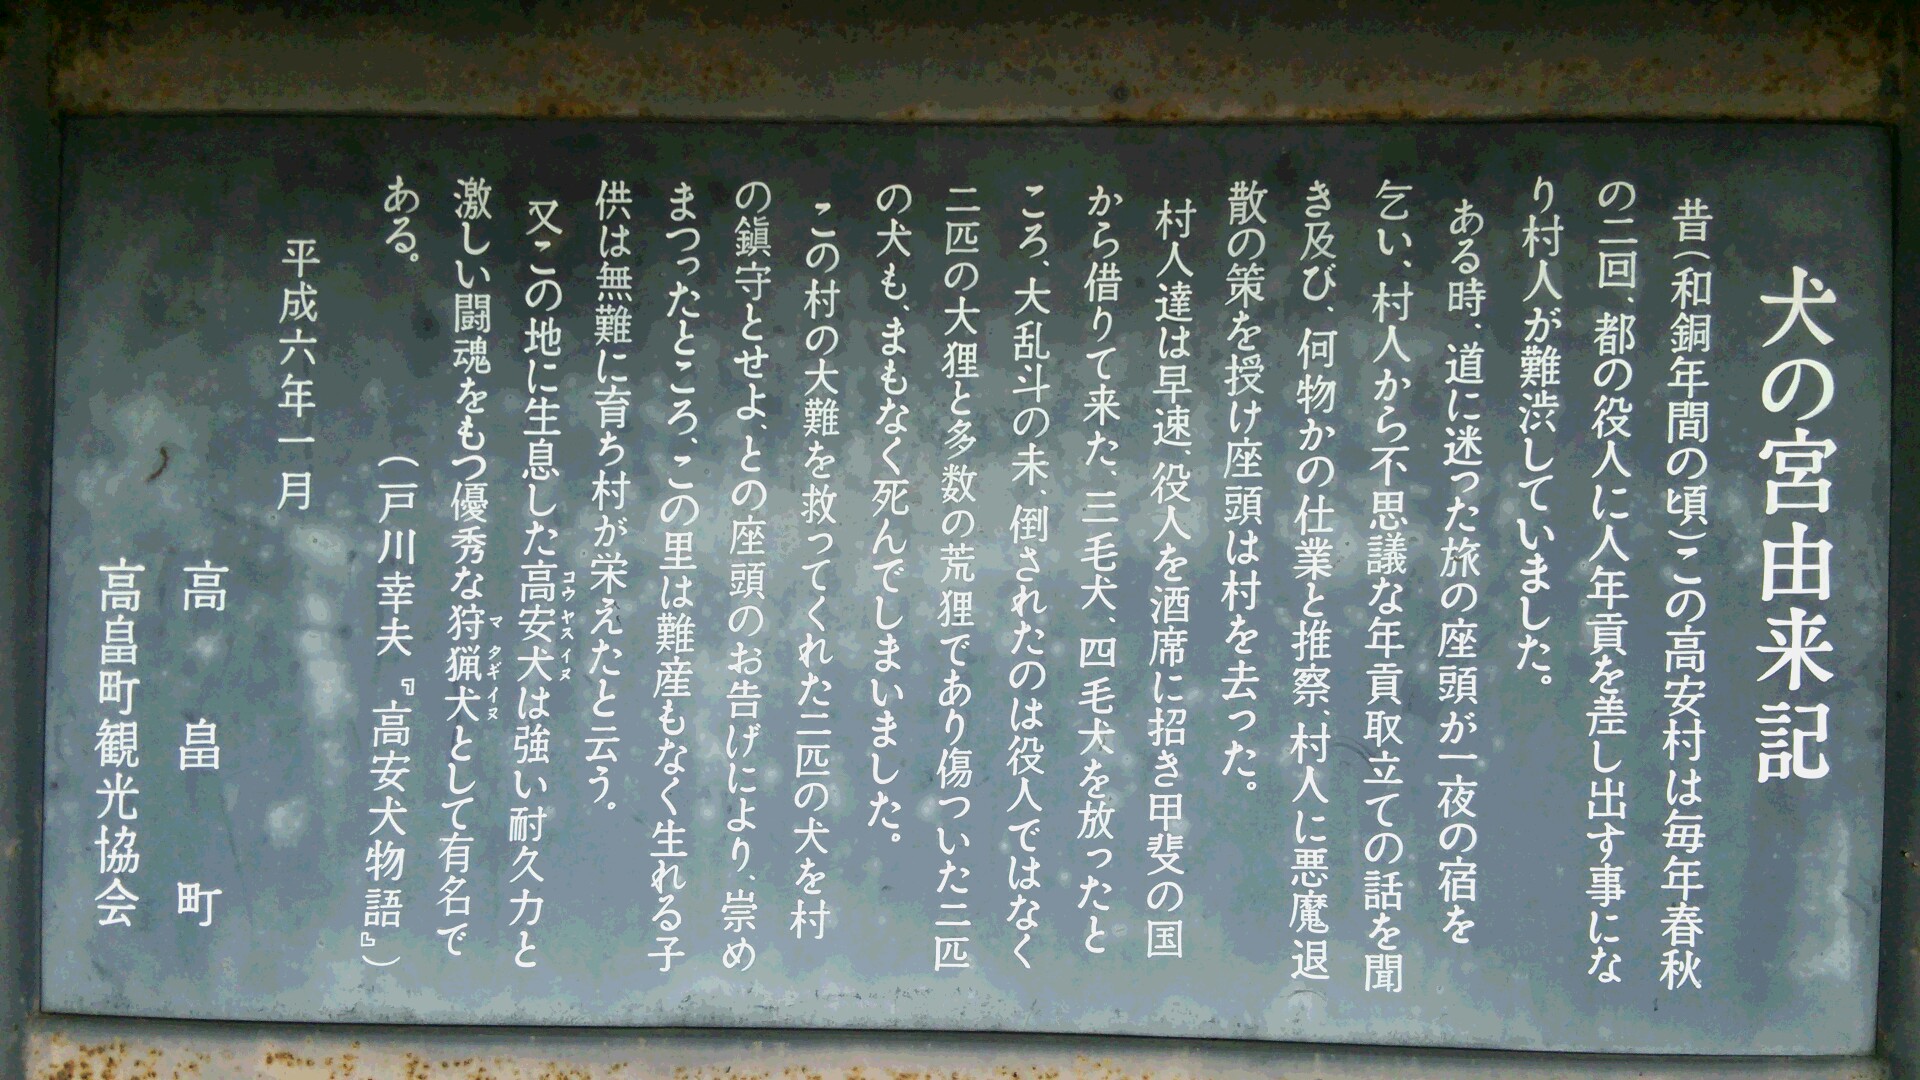 犬の宮由来記
昔(和銅年間の頃)この高安村は毎年春秋
の二回、都の役人に人年貢を差し出す事にな
り村人が難渋していました。
ある時、道に迷った旅の座頭が一夜の宿を
乞い、村人から不思議な年貢取立ての話を聞
き及び、何物かの仕業と推察、村人に悪魔退
散の策を授け座頭は村を去った。
村人達は早速、役人を酒席に招き甲斐の国
から借りて来た、三毛犬、四毛犬を放ったと
ころ、大乱斗の末、倒されたのは役人ではなく
二匹の大狸と多数の荒狸であり傷ついた二匹
の犬も、まもなく死んでしまいました。
この村の大難を救ってくれた二匹の犬を村
の鎮守とせよ、との座頭のお告げにより、崇め
まつったところ、この里は難産もなく生れる子
供は無難に育ち村が栄えたと云う。
又この地に生息した高安犬は強い耐久力と
コウヤスイヌ
激しい闘魂をもつ優秀な狩猟犬として有名で
マタギイヌ
ある。
(戸川幸夫『高安犬物語』)
平成六年一月
高畠町
高畠町観光協会